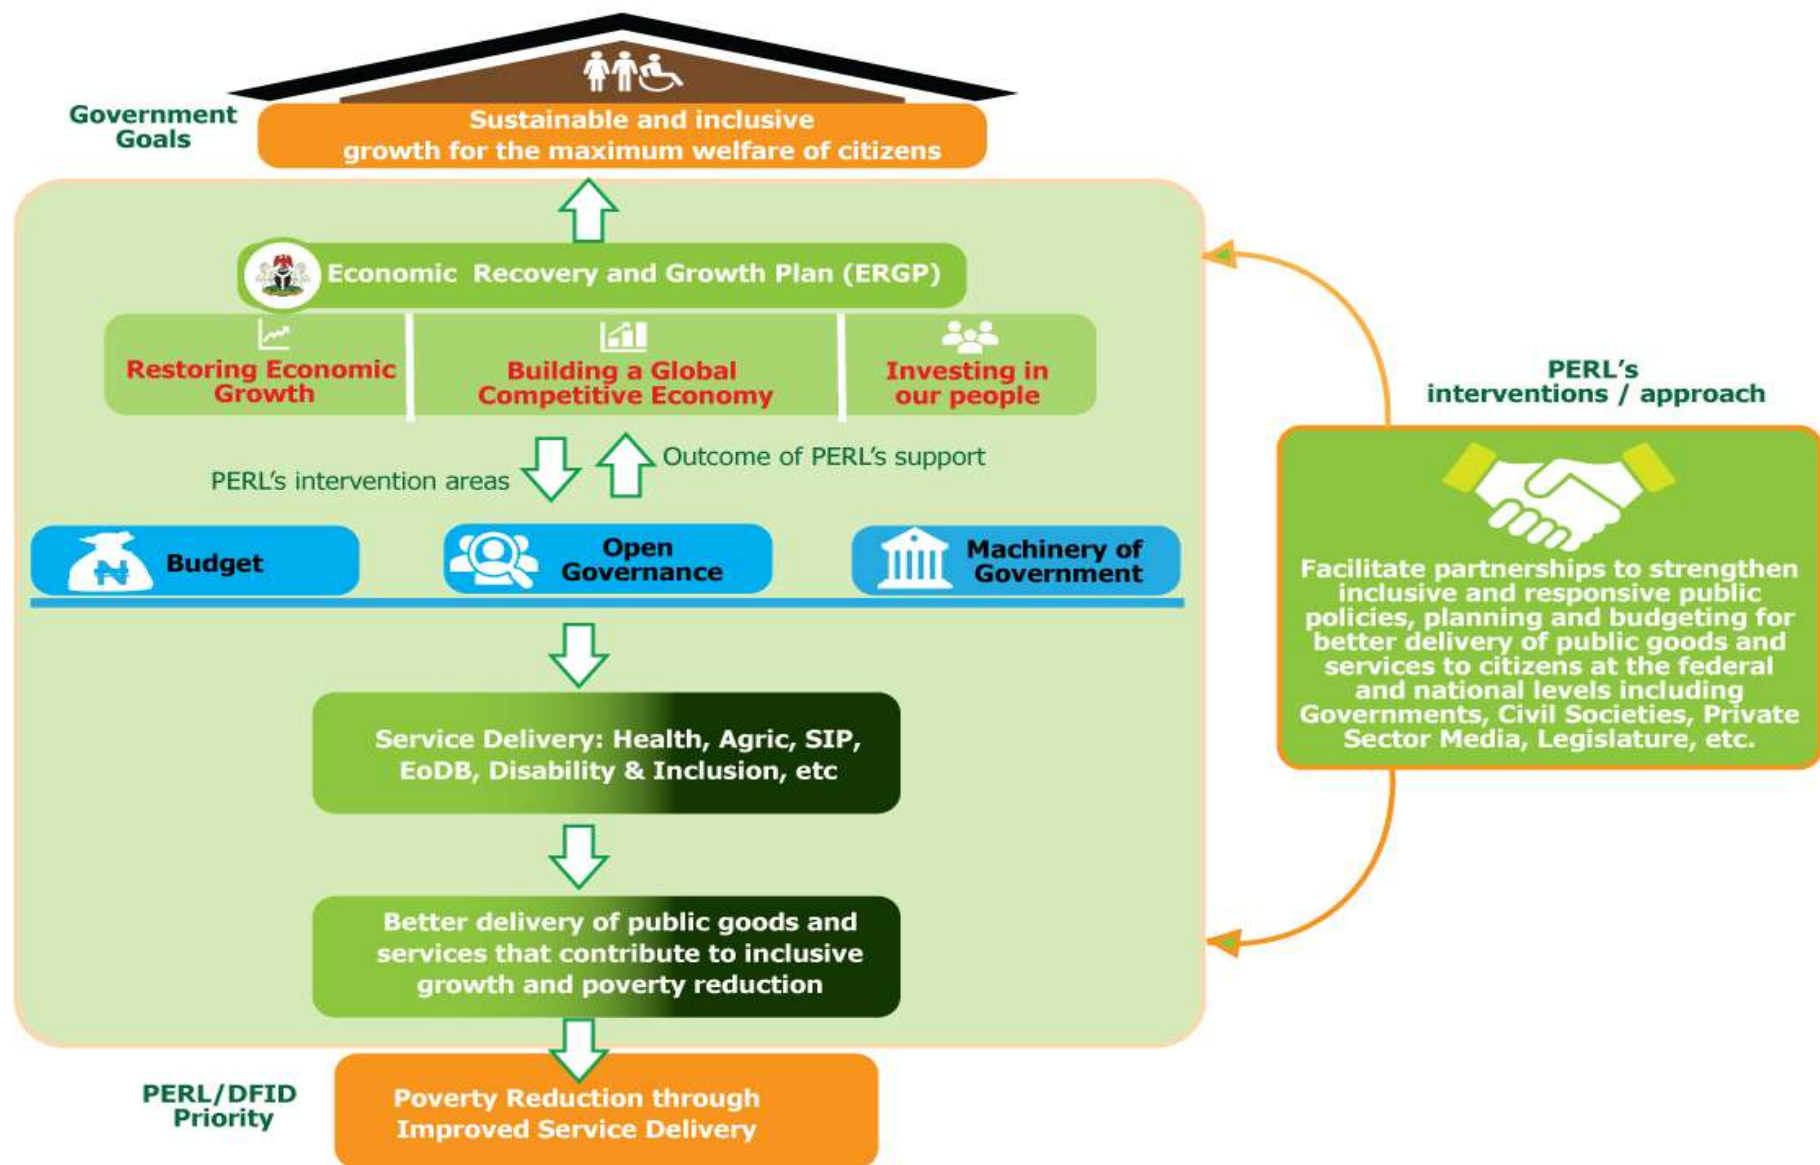 Government
Goals
Sustainable and inclusive
growth for the maximum welfare of citizens
Economic Recovery and Growth Plan (ERGP)
Restoring Economic
Growth
Building a Global
Competitive Economy
Investing in
our people
PERL's intervention areas
Outcome of PERL's support
Budget
Open
Governance
Machinery of
Government
Service Delivery: Health, Agric, SIP,
EoDB, Disability & Inclusion, etc
Better delivery of public goods and
services that contribute to inclusive
growth and poverty reduction
PERL/DFID
Priority
Poverty Reduction through
Improved Service Delivery
PERL's
interventions / approach
Facilitate partnerships to strengthen
inclusive and responsive public
policies, planning and budgeting for
better delivery of public goods and
services to citizens at the federal
and national levels including
Governments, Civil Societies, Private
Sector Media, Legislature, etc.